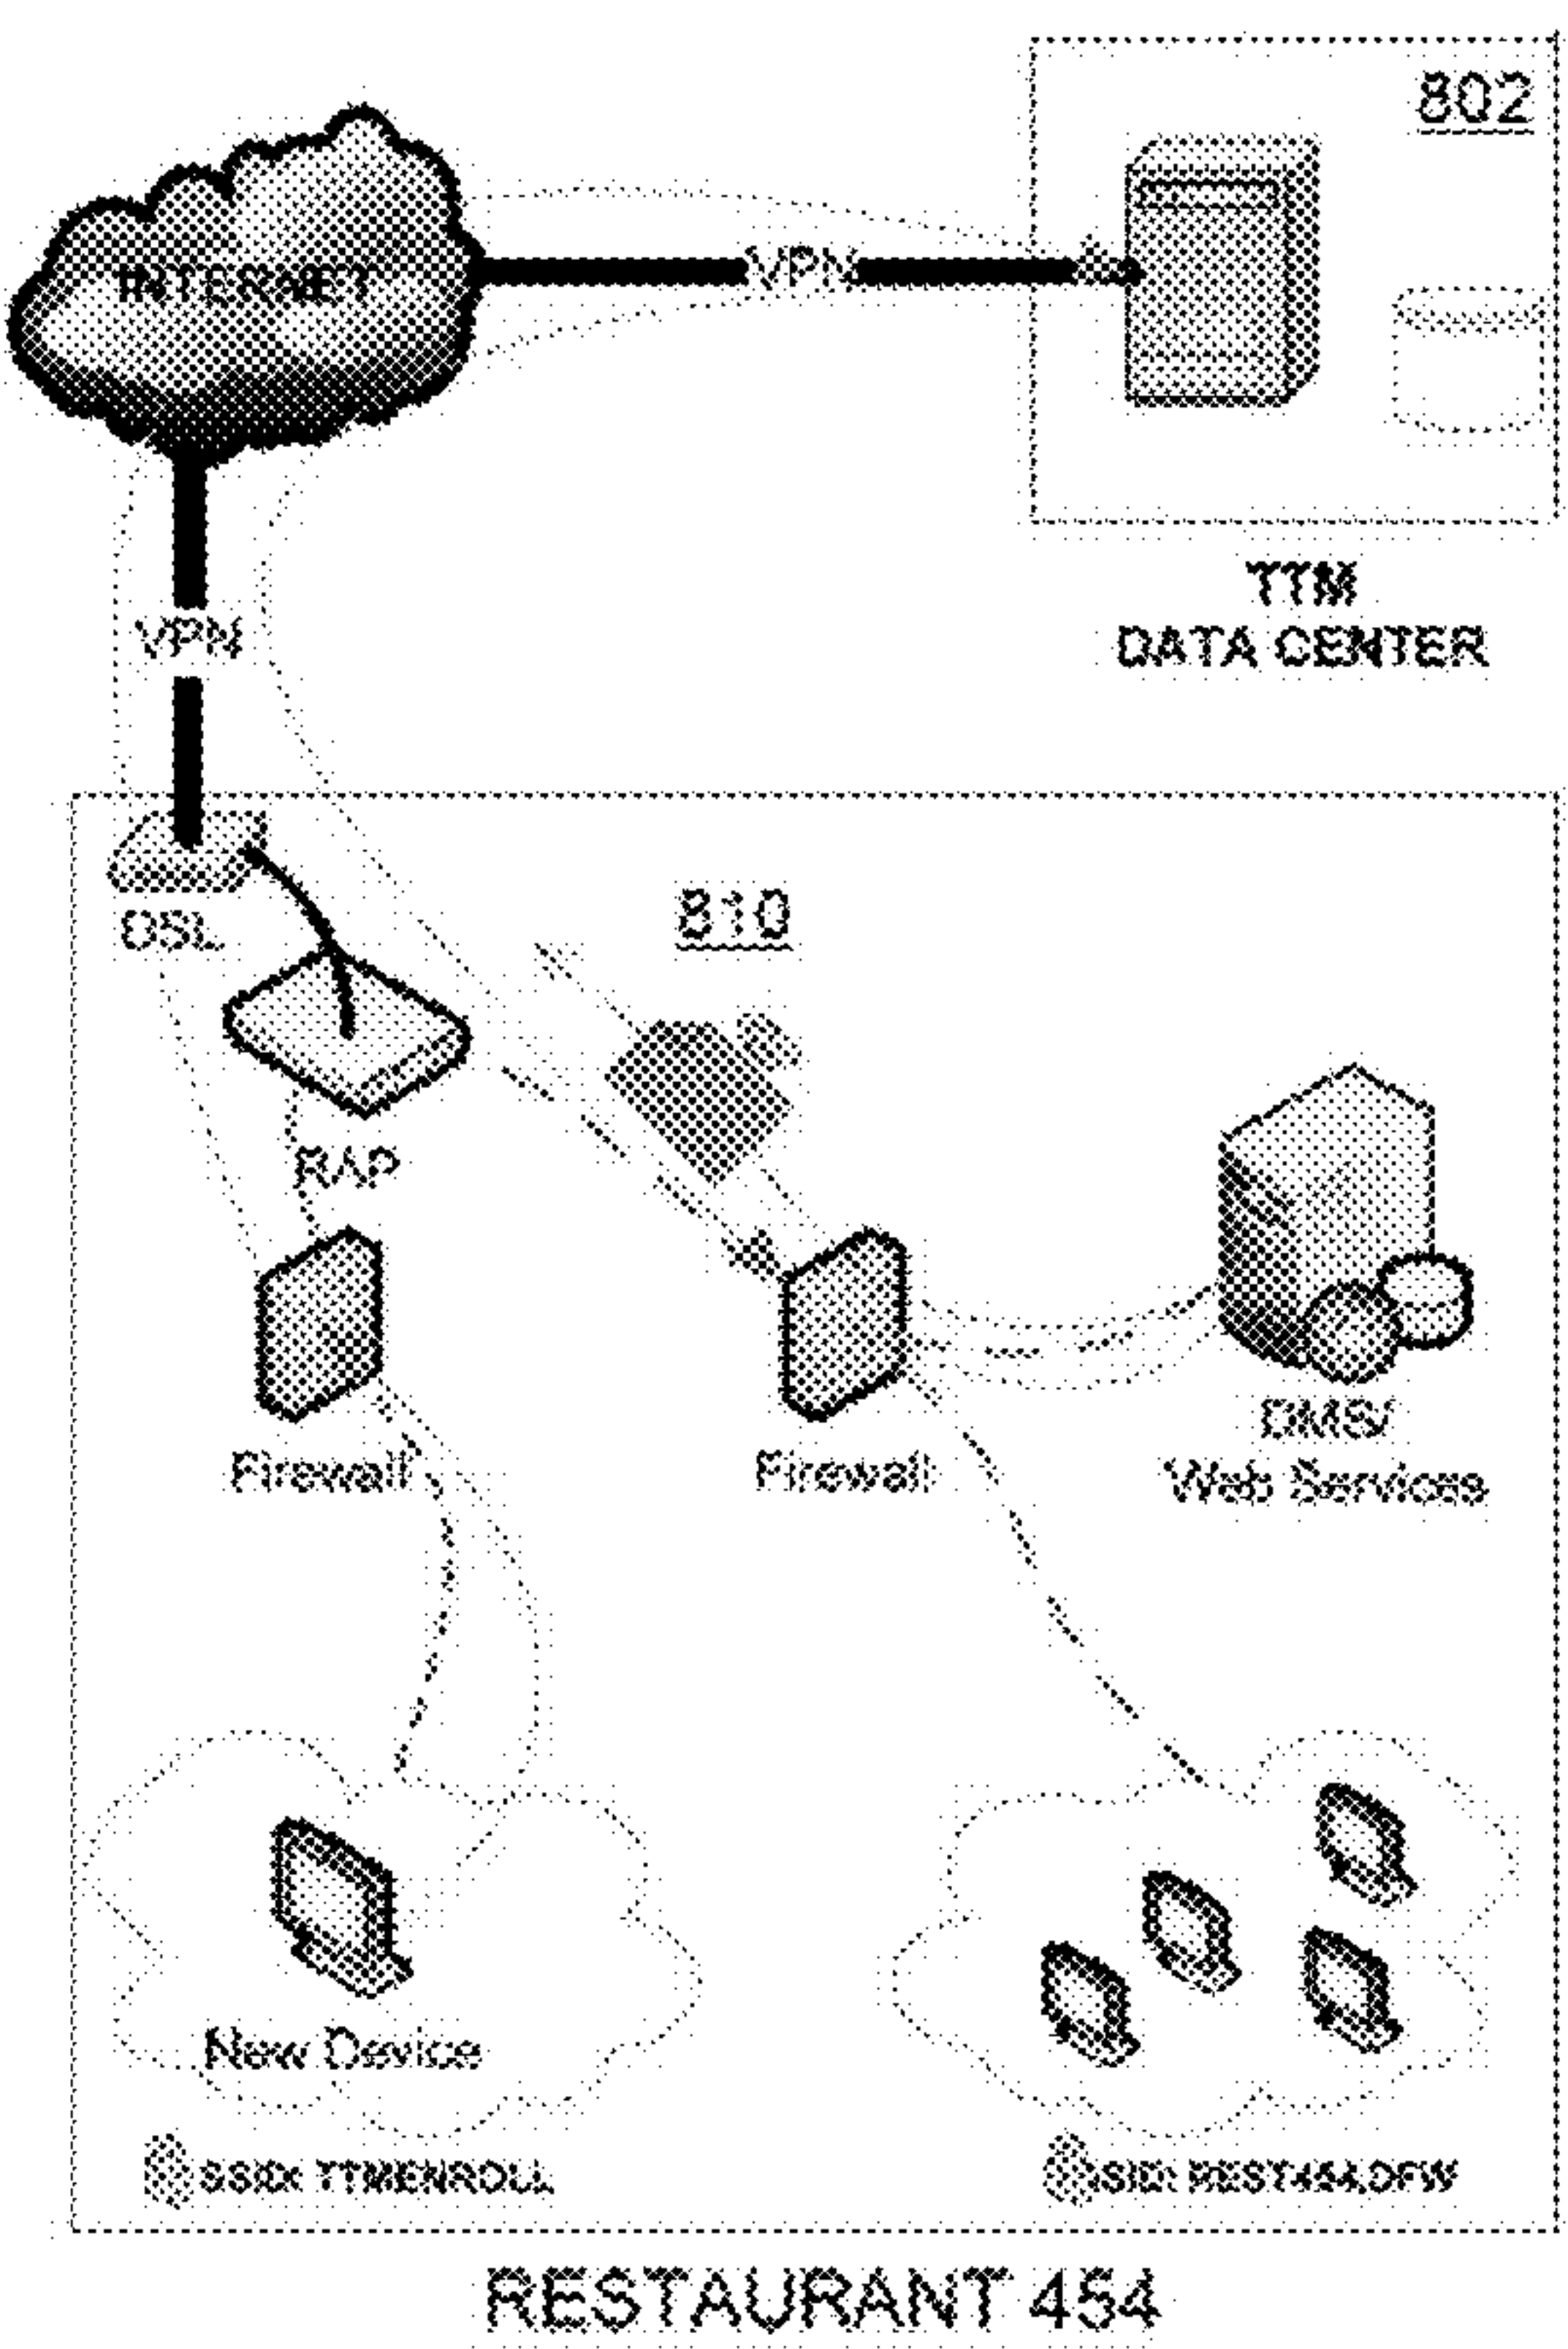 802
INTERNET
VPN
TTM
DATA CENTER
VPN
DSL
810
RAP
Firewall
Firewall
DMS/
Web Services
New Device
SSID: TTMENROLL
SSID: REST454.DFW
RESTAURANT 454